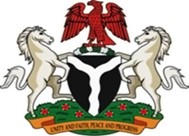 UNITY AND FAITH, PEACE AND PROGRESS